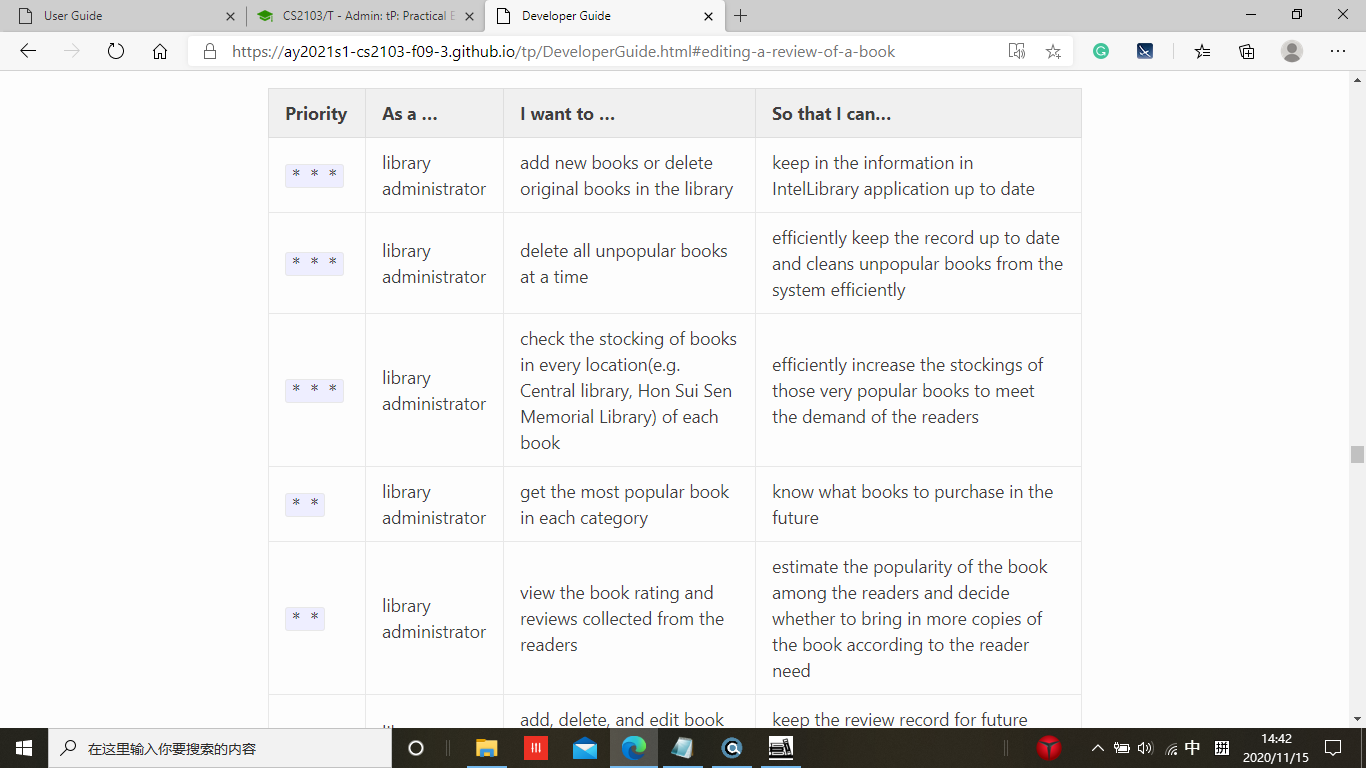 User Guide
CS2103/T - Admin: tP: Practical E
Developer Guide
https://ay2021s1-cs2103-f09-3.github.io/tp/DeveloperGuide.html#editing-a-review-of-a-book
Priority
As a …
I want to …
So that I can…
* * *
library
administrator
add new books or delete
original books in the library
keep in the information in
IntelLibrary application up to date
* * *
library
administrator
delete all unpopular books
at a time
efficiently keep the record up to date
and cleans unpopular books from the
system efficiently
* * *
library
administrator
check the stocking of books
in every location(e.g.
Central library, Hon Sui Sen
Memorial Library) of each
book
efficiently increase the stockings of
those very popular books to meet
the demand of the readers
* *
library
administrator
get the most popular book
in each category
know what books to purchase in the
future
* *
library
administrator
view the book rating and
reviews collected from the
readers
estimate the popularity of the book
among the readers and decide
whether to bring in more copies of
the book according to the reader
need
add, delete, and edit book
keep the review record for future
在这里输入你要搜索的内容
中
拼
14:42
2020/11/15